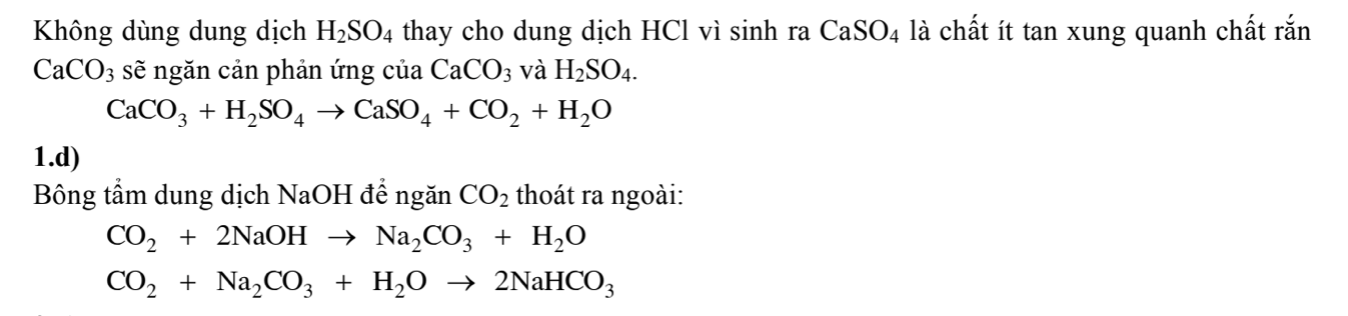 Không dùng dung dịch H₂SO₄ thay cho dung dịch HCl vì sinh ra CaSO₄ là chất ít tan xung quanh chất rắn
CaCO₃ sẽ ngăn cản phản ứng của CaCO₃ và H₂SO₄.
CaCO₃ + H₂SO₄ → CaSO₄ + CO₂ + H₂O
1.d)
Bông tẩm dung dịch NaOH để ngăn CO₂ thoát ra ngoài:
CO₂ + 2NaOH → Na₂CO₃ + H₂O
CO₂ + Na₂CO₃ + H₂O → 2NaHCO₃